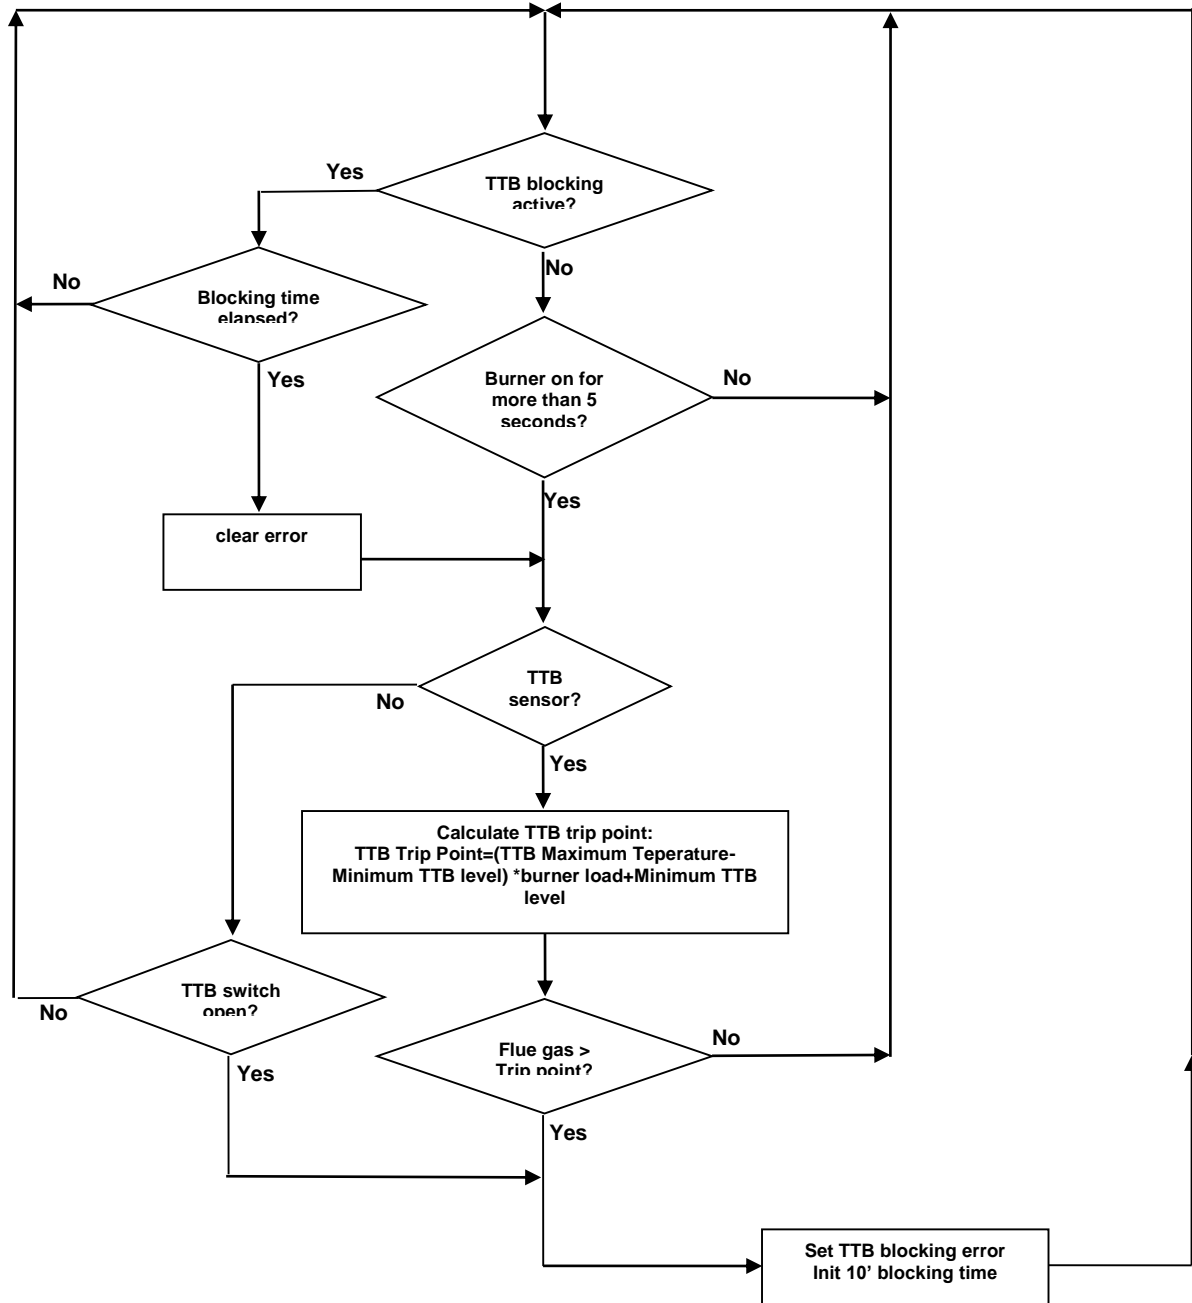 Yes
TTB blocking
active?
No
No
Blocking time
elapsed?
Yes
Burner on for
more than 5
seconds?
No
Yes
clear error
TTB
sensor?
No
Yes
Calculate TTB trip point:
TTB Trip Point=(TTB Maximum Teperature-
Minimum TTB level) *burner load+Minimum TTB
level
TTB switch
open?
No
Flue gas >
Trip point?
No
Yes
Yes
Set TTB blocking error
Init 10' blocking time